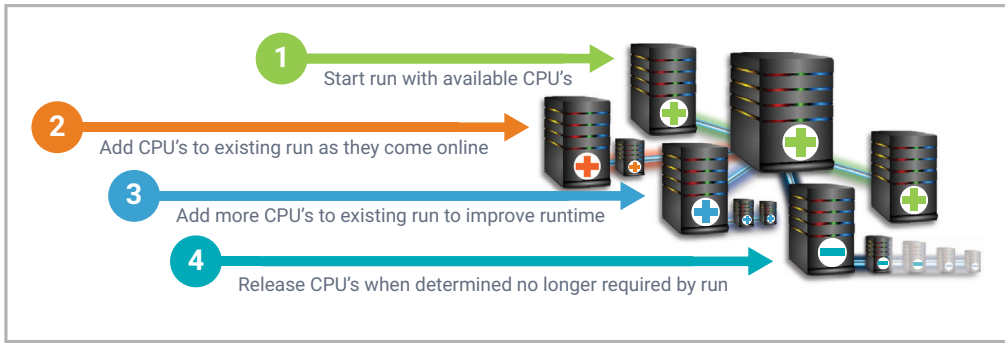 1
Start run with available CPU's
2
Add CPU's to existing run as they come online
3
Add more CPU's to existing run to improve runtime
4
Release CPU's when determined no longer required by run